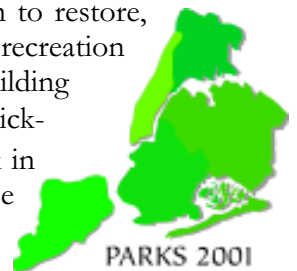 n to restore,
recreation
ilding
ick-
in
e
PARKS 2001